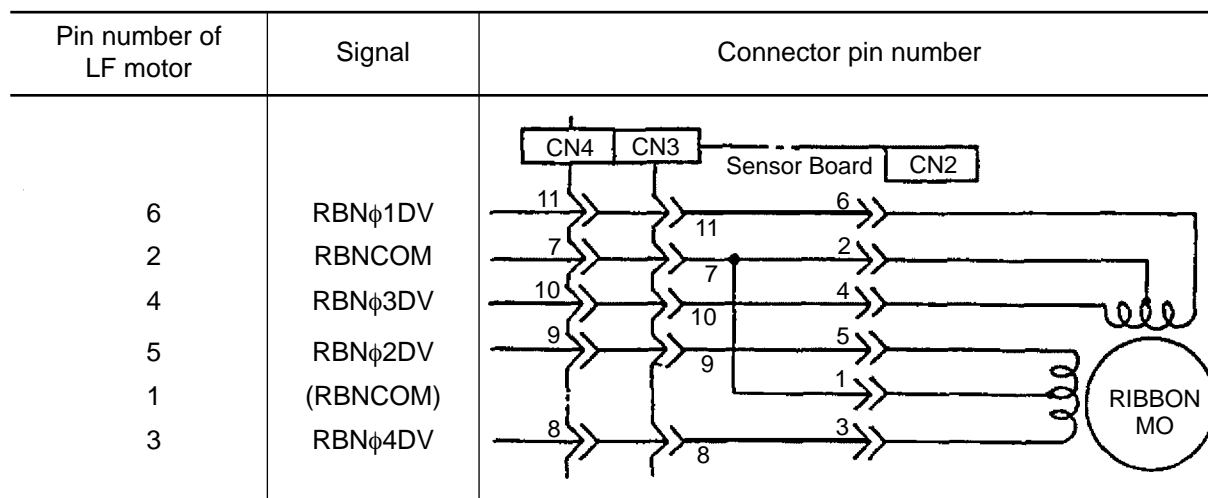 Pin number of
LF motor
Signal
Connector pin number
CN4 CN3
Sensor Board CN2
6 RBNφ1DV 11 11 6
2 RBNCOM 7 7 2
4 RBNφ3DV 10 10 4
5 RBNφ2DV 9 9 5
1 (RBNCOM) 1
3 RBNφ4DV 8 8 3
RIBBON
MO